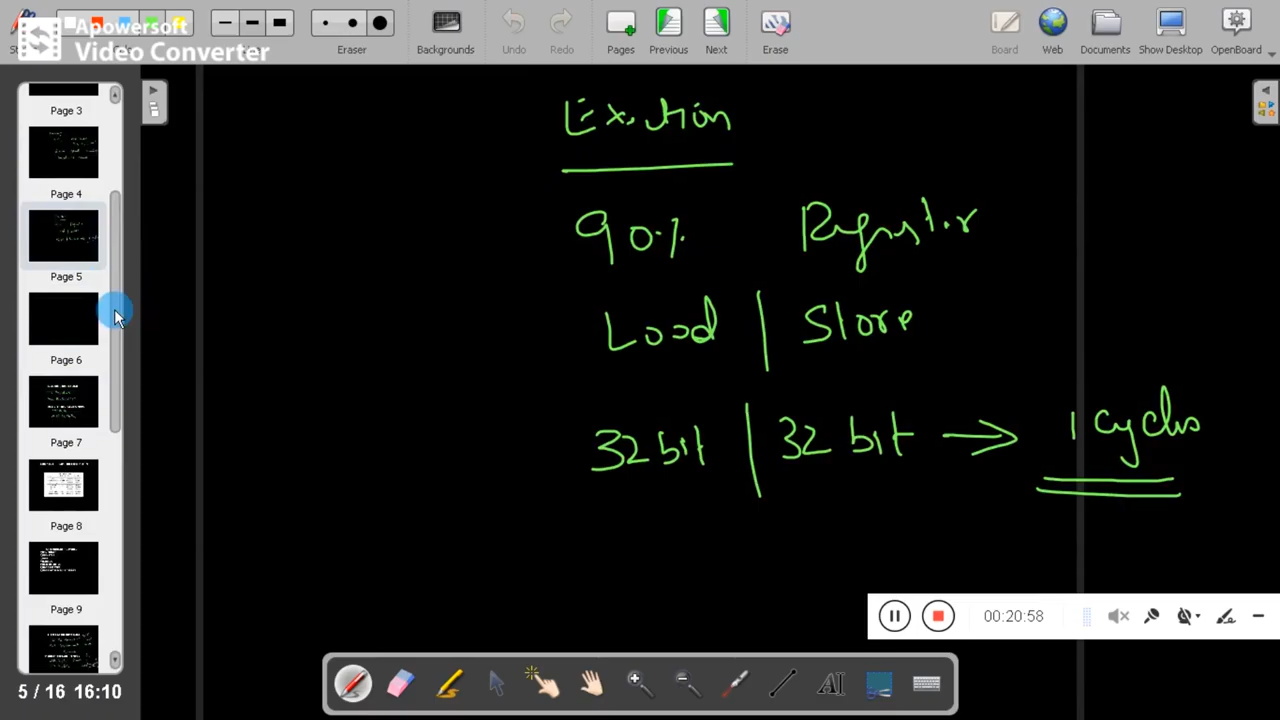 Apowersoft
Video Converter
Eraser
Backgrounds
Undo
Redo
Pages
Previous
Next
Erase
Board
Web
Documents
Show Desktop
OpenBoard
Page 3
Page 4
Page 5
Page 6
Page 7
Page 8
Page 9
5 / 16 16:10
90%
Register
Load | Store
32 bit | 32 bit → 1 cycles
00:20:58
AI